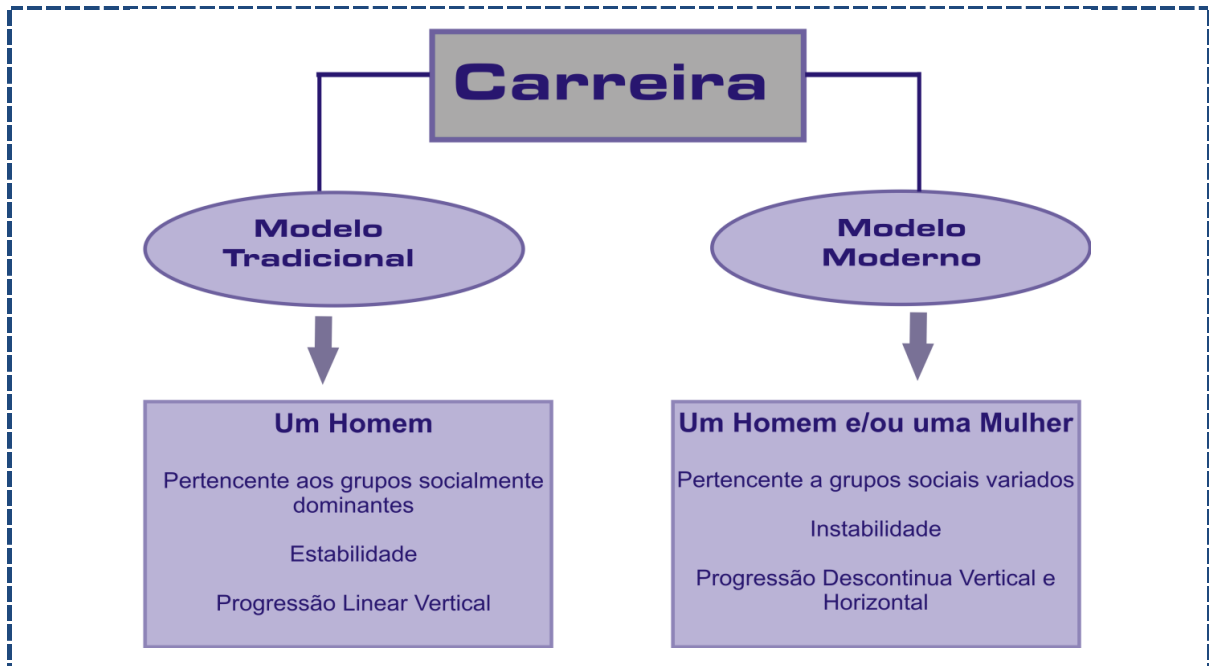 Carreira
Modelo
Tradicional
Modelo
Moderno
Um Homem
Pertencente aos grupos socialmente
dominantes
Estabilidade
Progressão Linear Vertical
Um Homem e/ou uma Mulher
Pertencente a grupos sociais variados
Instabilidade
Progressão Descontinua Vertical e
Horizontal